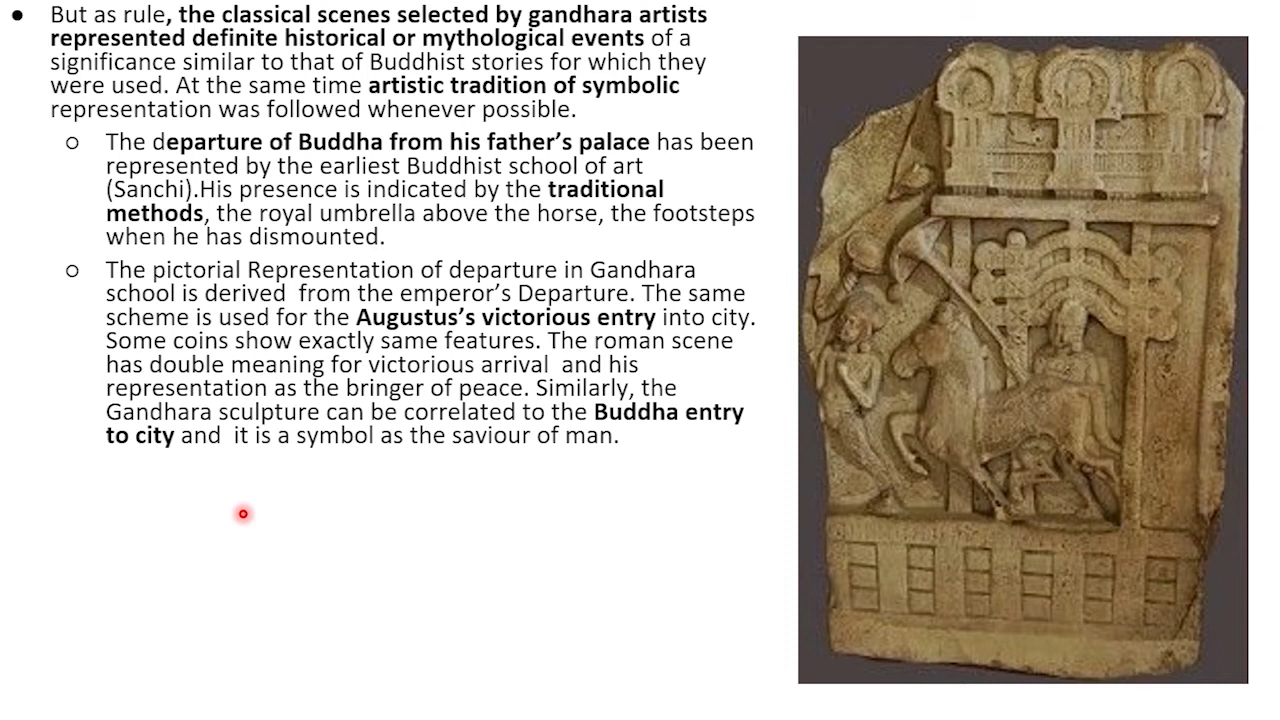 ● But as rule, the classical scenes selected by gandhara artists
represented definite historical or mythological events of a
significance similar to that of Buddhist stories for which they
were used. At the same time artistic tradition of symbolic
representation was followed whenever possible.
○ The departure of Buddha from his father’s palace has been
represented by the earliest Buddhist school of art
(Sanchi).His presence is indicated by the traditional
methods, the royal umbrella above the horse, the footsteps
when he has dismounted.
○ The pictorial Representation of departure in Gandhara
school is derived from the emperor’s Departure. The same
scheme is used for the Augustus’s victorious entry into city.
Some coins show exactly same features. The roman scene
has double meaning for victorious arrival and his
representation as the bringer of peace. Similarly, the
Gandhara sculpture can be correlated to the Buddha entry
to city and it is a symbol as the saviour of man.